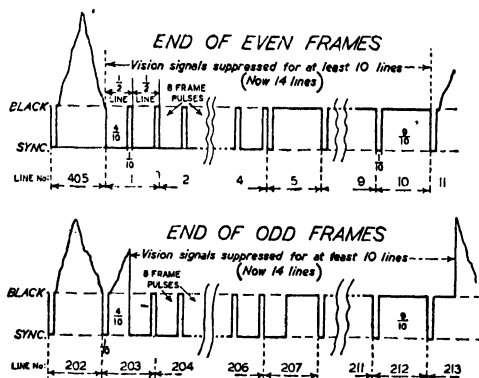 END OF EVEN FRAMES
Vision signals suppressed for at least 10 lines
(Now 14 lines)
1/2 LINE 1/2 LINE
8 FRAME PULSES
BLACK
4/10 1/10 1/10 9/10
SYNC.
LINE No: 405 1 2 4 5 9 10 11
END OF ODD FRAMES
Vision signals suppressed for at least 10 lines
(Now 14 lines)
8 FRAME PULSES
BLACK
4/10 9/10
SYNC.
LINE No: 202 203 204 206 207 211 212 213